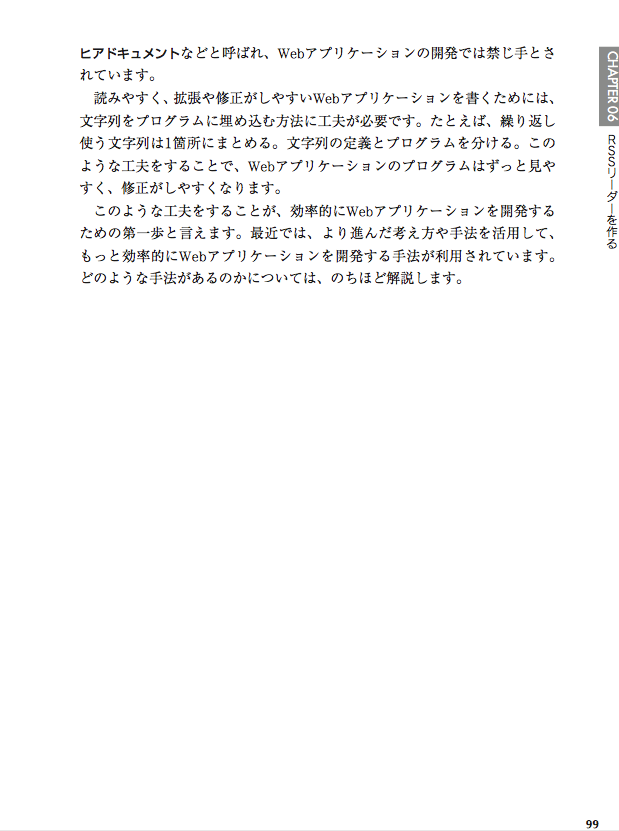 ヒアドキュメントなどと呼ばれ、Webアプリケーションの開発では禁じ手とさ
れています。
読みやすく、拡張や修正がしやすいWebアプリケーションを書くためには、
文字列をプログラムに埋め込む方法に工夫が必要です。たとえば、繰り返し
使う文字列は1箇所にまとめる。文字列の定義とプログラムを分ける。この
ような工夫をすることで、Webアプリケーションのプログラムはずっと見や
すく、修正がしやすくなります。
このような工夫をすることが、効率的にWebアプリケーションを開発する
ための第一歩と言えます。最近では、より進んだ考え方や手法を活用して、
もっと効率的にWebアプリケーションを開発する手法が利用されています。
どのような手法があるのかについては、のちほど解説します。
CHAPTER 06
RSSリーダーを作る
99